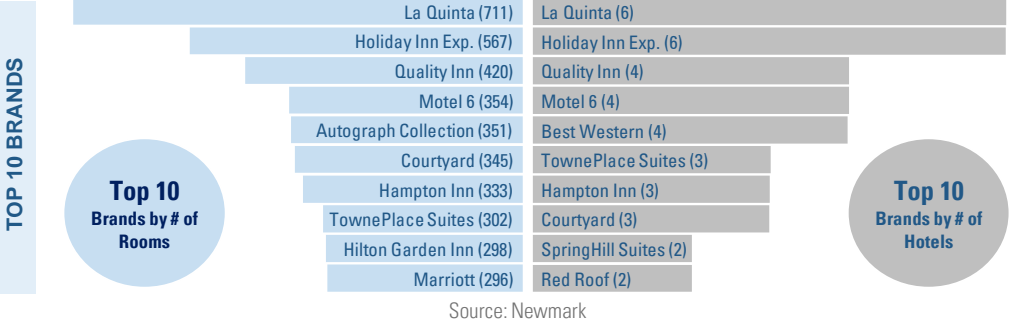 TOP 10 BRANDS
La Quinta (711)
Holiday Inn Exp. (567)
Quality Inn (420)
Motel 6 (354)
Autograph Collection (351)
Courtyard (345)
Hampton Inn (333)
TownePlace Suites (302)
Hilton Garden Inn (298)
Marriott (296)
Top 10
Brands by # of
Rooms
La Quinta (6)
Holiday Inn Exp. (6)
Quality Inn (4)
Motel 6 (4)
Best Western (4)
TownePlace Suites (3)
Hampton Inn (3)
Courtyard (3)
SpringHill Suites (2)
Red Roof (2)
Top 10
Brands by # of
Hotels
Source: Newmark